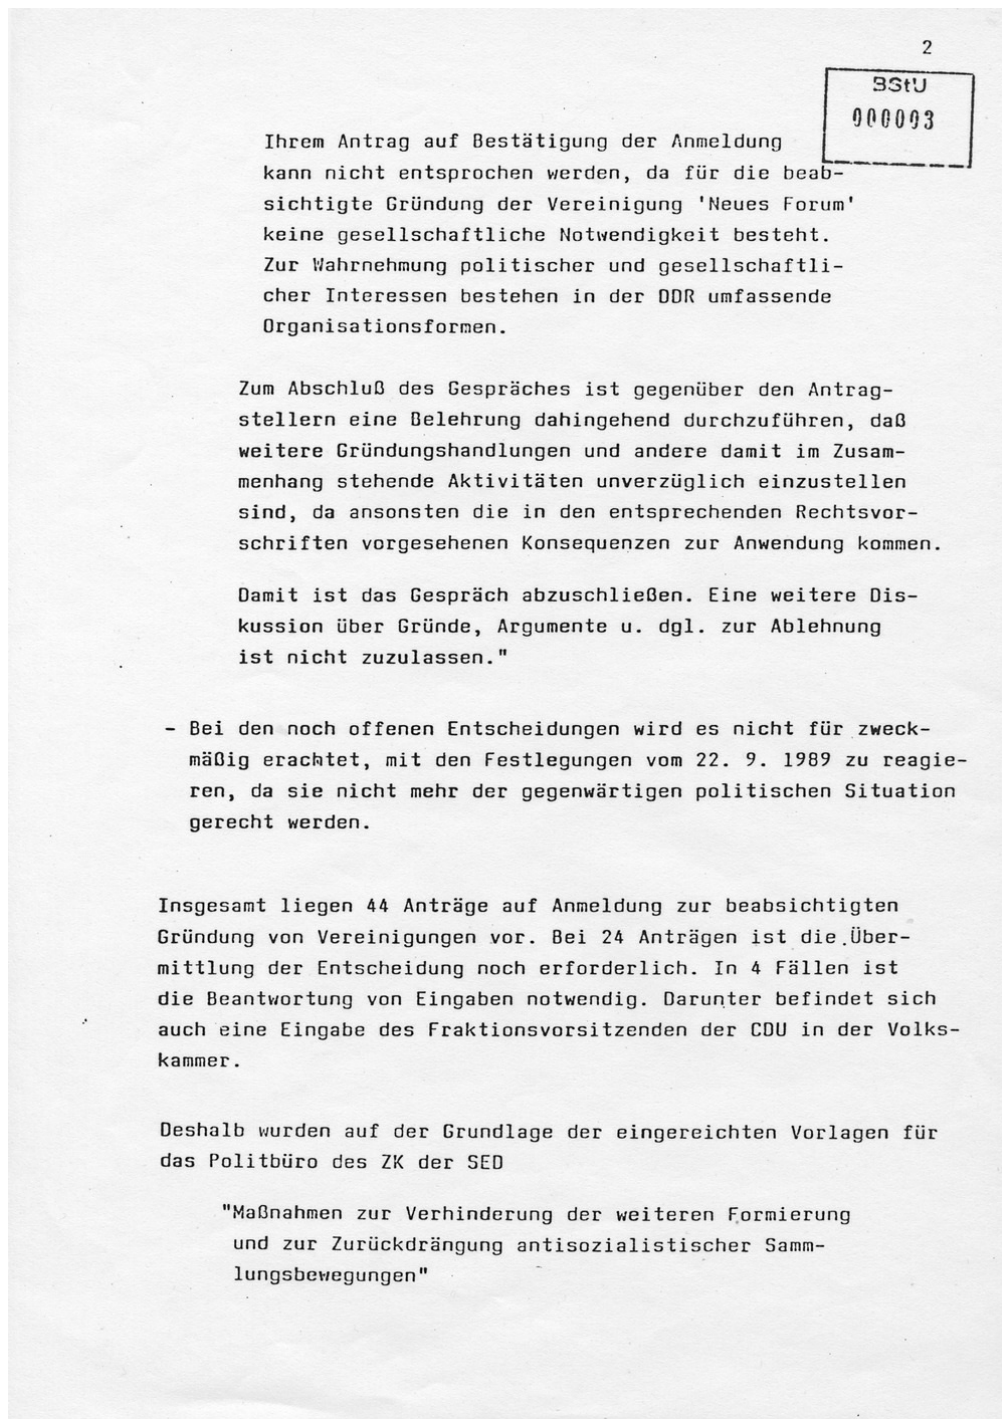 2
BStU
000003
Ihrem Antrag auf Bestätigung der Anmeldung
kann nicht entsprochen werden, da für die beab-
sichtigte Gründung der Vereinigung 'Neues Forum'
keine gesellschaftliche Notwendigkeit besteht.
Zur Wahrnehmung politischer und gesellschaftli-
cher Interessen bestehen in der DDR umfassende
Organisationsformen.
Zum Abschluß des Gespräches ist gegenüber den Antrag-
stellern eine Belehrung dahingehend durchzuführen, daß
weitere Gründungshandlungen und andere damit im Zusam-
menhang stehende Aktivitäten unverzüglich einzustellen
sind, da ansonsten die in den entsprechenden Rechtsvor-
schriften vorgesehenen Konsequenzen zur Anwendung kommen.
Damit ist das Gespräch abzuschließen. Eine weitere Dis-
kussion über Gründe, Argumente u. dgl. zur Ablehnung
ist nicht zuzulassen."
- Bei den noch offenen Entscheidungen wird es nicht für zweck-
mäßig erachtet, mit den Festlegungen vom 22. 9. 1989 zu reagie-
ren, da sie nicht mehr der gegenwärtigen politischen Situation
gerecht werden.
Insgesamt liegen 44 Anträge auf Anmeldung zur beabsichtigten
Gründung von Vereinigungen vor. Bei 24 Anträgen ist die Über-
mittlung der Entscheidung noch erforderlich. In 4 Fällen ist
die Beantwortung von Eingaben notwendig. Darunter befindet sich
auch eine Eingabe des Fraktionsvorsitzenden der CDU in der Volks-
kammer.
Deshalb wurden auf der Grundlage der eingereichten Vorlagen für
das Politbüro des ZK der SED
"Maßnahmen zur Verhinderung der weiteren Formierung
und zur Zurückdrängung antisozialistischer Samm-
lungsbewegungen"